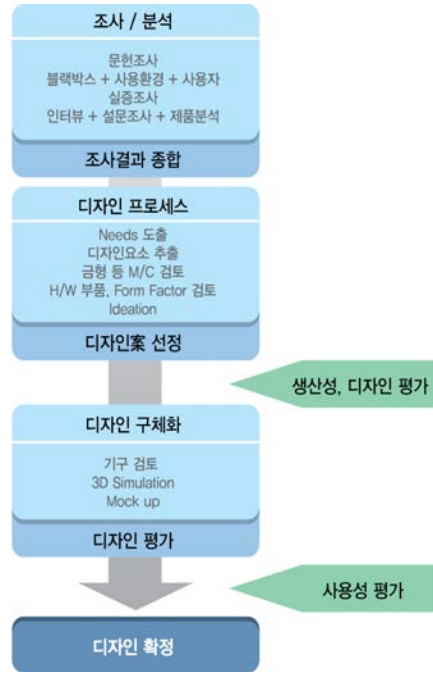 조사 / 분석
문헌조사
블랙박스 + 사용환경 + 사용자
실증조사
인터뷰 + 설문조사 + 제품분석
조사결과 종합
디자인 프로세스
Needs 도출
디자인요소 추출
금형 등 M/C 검토
H/W 부품, Form Factor 검토
Ideation
디자인案 선정
생산성, 디자인 평가
디자인 구체화
기구 검토
3D Simulation
Mock up
디자인 평가
사용성 평가
디자인 확정